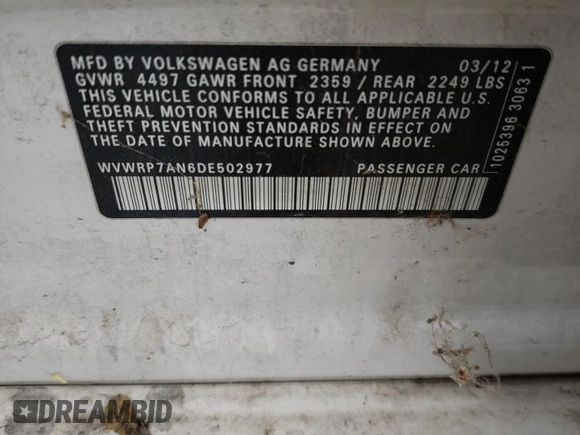 MFD BY VOLKSWAGEN AG GERMANY 03/12
GVWR 4497 GAWR FRONT 2359 / REAR 2249 LBS
THIS VEHICLE CONFORMS TO ALL APPLICABLE U.S.
FEDERAL MOTOR VEHICLE SAFETY, BUMPER AND
THEFT PREVENTION STANDARDS IN EFFECT ON
THE DATE OF MANUFACTURE SHOWN ABOVE.
WVWRP7AN6DE502977 PASSENGER CAR
1025396 3063 1
DREAMBID